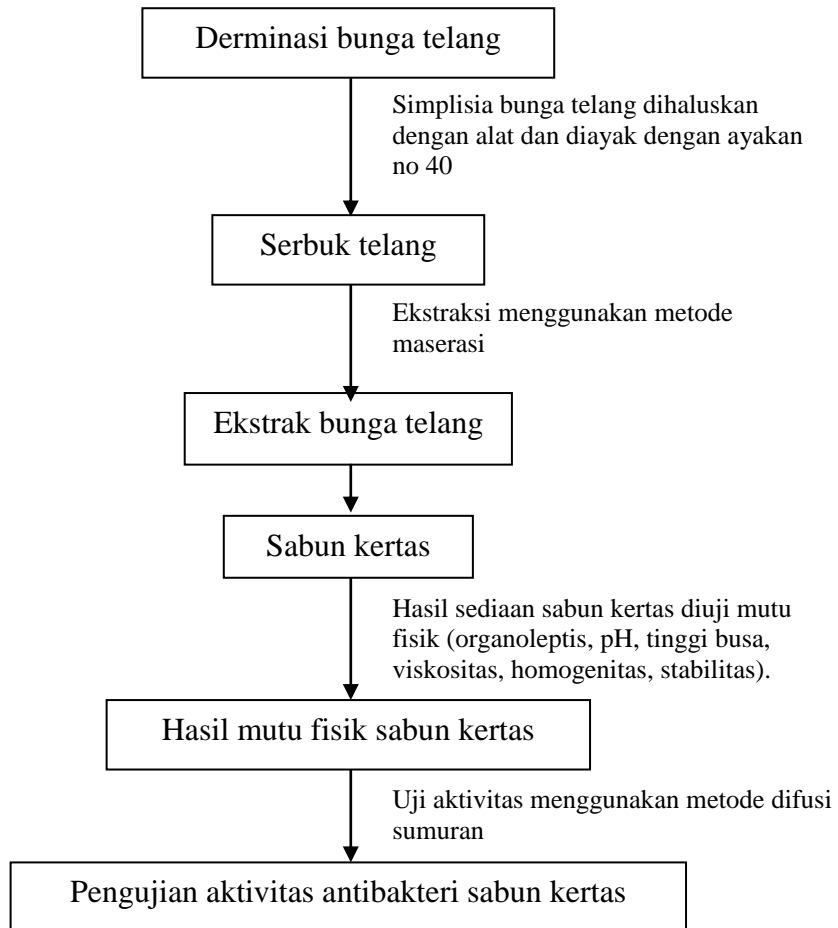 Derminasi bunga telang
Simplisia bunga telang dihaluskan
dengan alat dan diayak dengan ayakan
no 40
Serbuk telang
Ekstraksi menggunakan metode
maserasi
Ekstrak bunga telang
Sabun kertas
Hasil sediaan sabun kertas diuji mutu
fisik (organoleptis, pH, tinggi busa,
viskositas, homogenitas, stabilitas).
Hasil mutu fisik sabun kertas
Uji aktivitas menggunakan metode difusi
sumuran
Pengujian aktivitas antibakteri sabun kertas